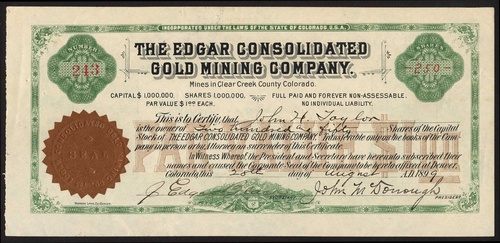 INCORPORATED UNDER THE LAWS OF THE STATE OF COLORADO U.S.A.
NUMBER
243
SHARES
250
THE EDGAR CONSOLIDATED
GOLD MINING COMPANY.
Mines in Clear Creek County Colorado.
CAPITAL $1,000,000. SHARES 1,000,000. FULL PAID AND FOREVER NON-ASSESSABLE.
PAR VALUE $1.00 EACH. NO INDIVIDUAL LIABILITY.
This is to Certify, that John H. Taylor
is the owner of Two hundred & fifty Shares of the Capital
Stock of THE EDGAR CONSOLIDATED GOLD MINING COMPANY. Transferable only on the books of the Com-
pany in person or by Attorney on surrender of this Certificate.
In Witness Whereof, the President and Secretary have hereunto subscribed
their names and caused the Corporate Seal of the Company to be hereto affixed at Denver,
Colorado, this 28th day of August A.D. 1899
J. Edgar
John McDonough
PRESIDENT